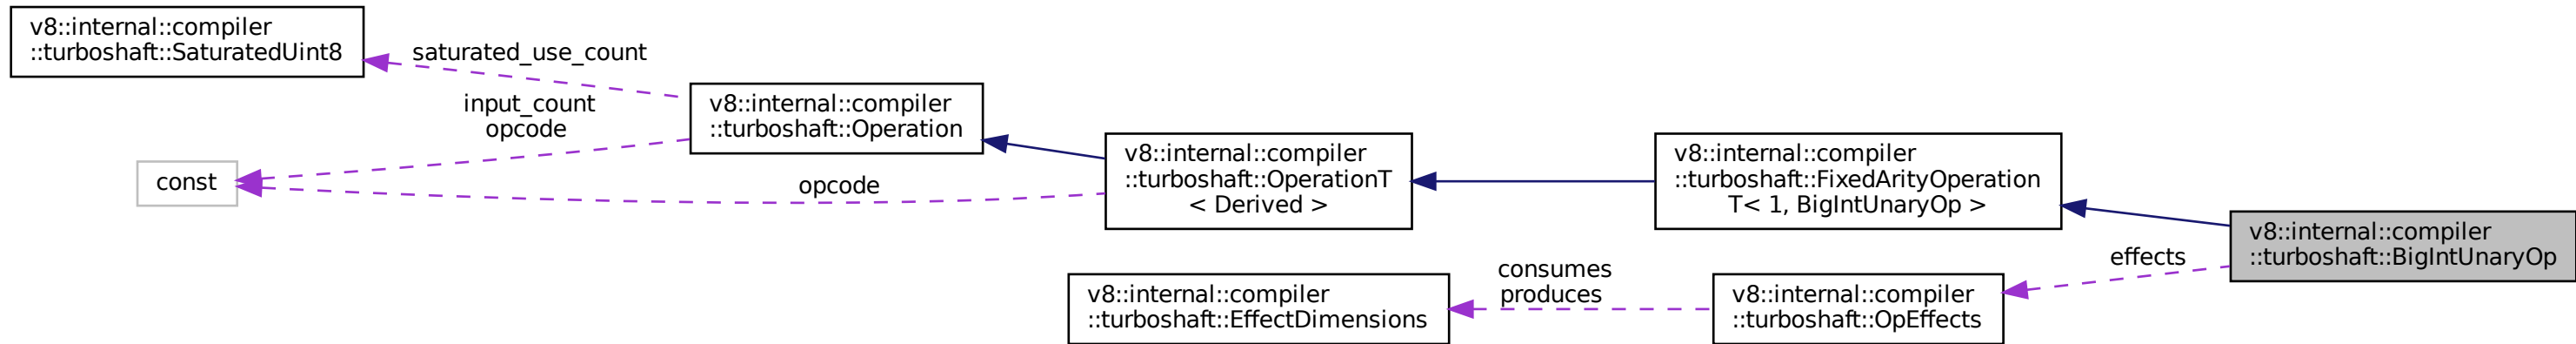 v8::internal::compiler
::turboshaft::SaturatedUint8
saturated_use_count
input_count
opcode
const
v8::internal::compiler
::turboshaft::Operation
opcode
v8::internal::compiler
::turboshaft::OperationT
< Derived >
v8::internal::compiler
::turboshaft::FixedArityOperation
T< 1, BigIntUnaryOp >
v8::internal::compiler
::turboshaft::EffectDimensions
consumes
produces
v8::internal::compiler
::turboshaft::OpEffects
effects
v8::internal::compiler
::turboshaft::BigIntUnaryOp